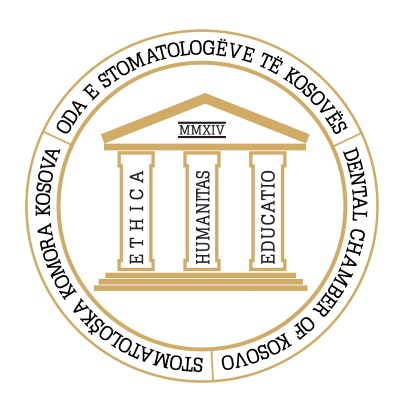 ODA E STOMATOLOGËVE TË KOSOVËS
DENTAL CHAMBER OF KOSOVO
STOMATOLOŠKA KOMORA KOSOVA
MMXIV
ETHICA
HUMANITAS
EDUCATIO